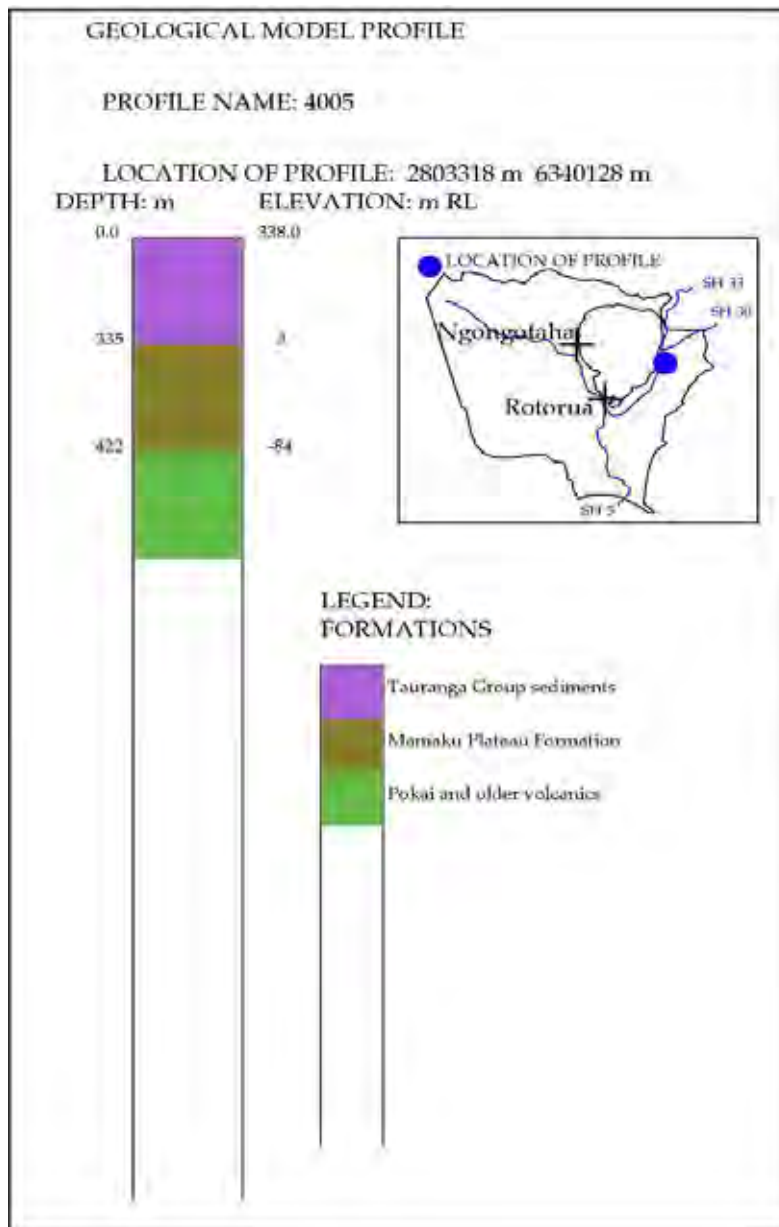 GEOLOGICAL MODEL PROFILE
PROFILE NAME: 4005
LOCATION OF PROFILE: 2803318 m 6340128 m
DEPTH: m ELEVATION: m RL
0.0 338.0
335 3
422 -84
LOCATION OF PROFILE
SH 33
SH 30
Ngongotaha
Rotorua
SH 5
LEGEND:
FORMATIONS
Tauranga Group sediments
Mamaku Plateau Formation
Pokai and older volcanics